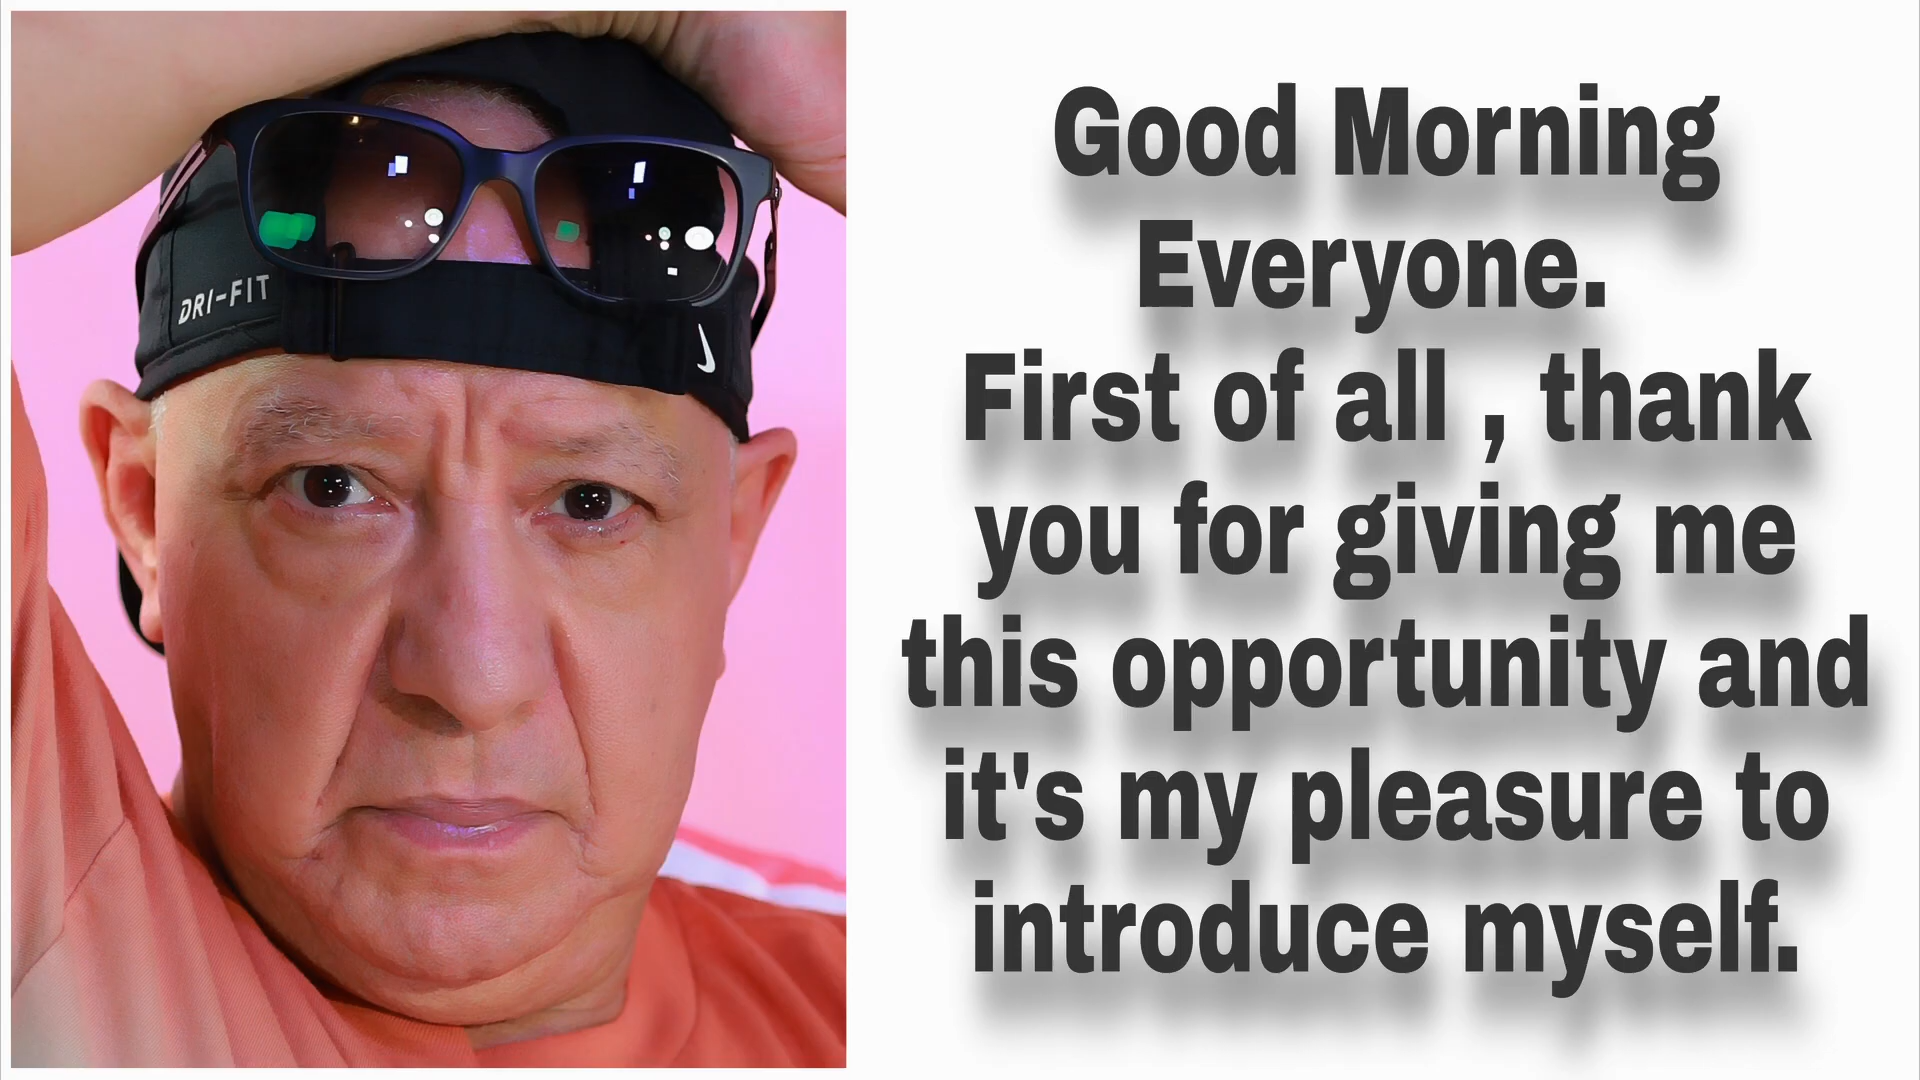 DRI-FIT
Good Morning
Everyone.
First of all , thank
you for giving me
this opportunity and
it's my pleasure to
introduce myself.